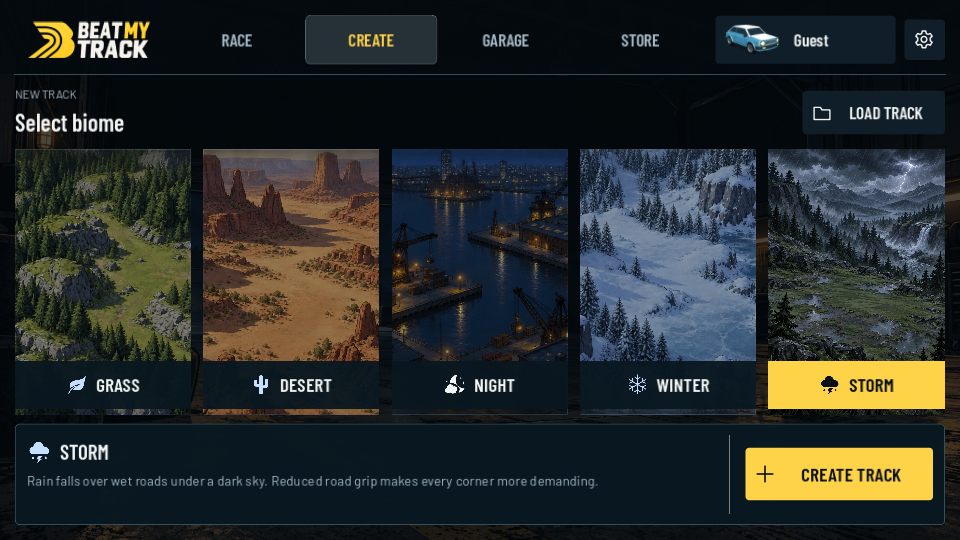 BEAT MY
TRACK
RACE
CREATE
GARAGE
STORE
Guest
NEW TRACK
Select biome
LOAD TRACK
GRASS
DESERT
NIGHT
WINTER
STORM
STORM
Rain falls over wet roads under a dark sky. Reduced road grip makes every corner more demanding.
CREATE TRACK